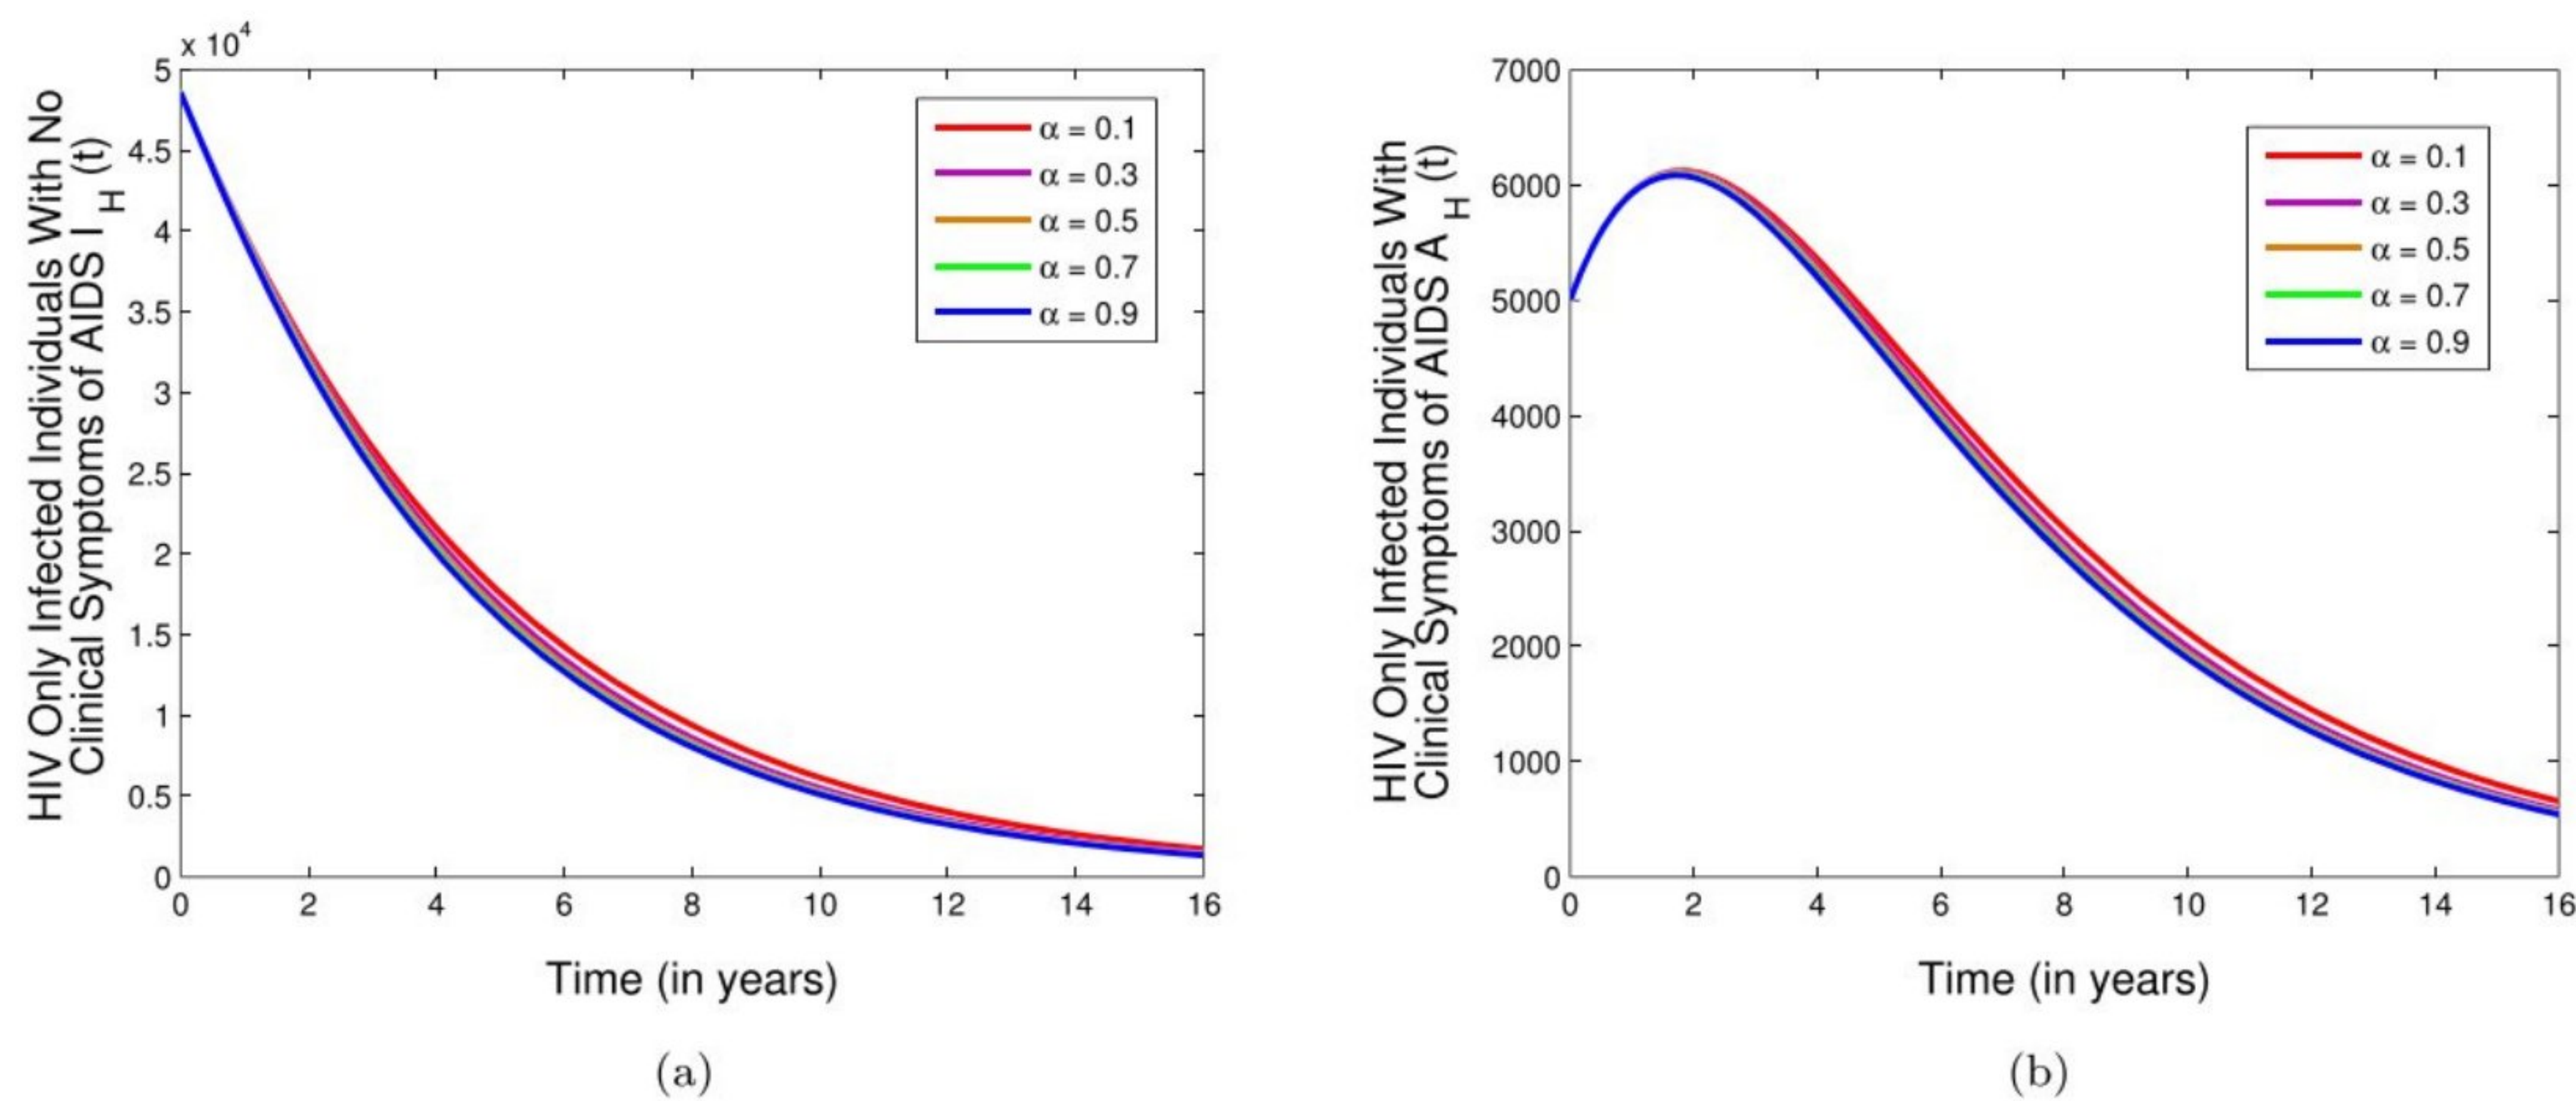 x 10^4
HIV Only Infected Individuals With No
Clinical Symptoms of AIDS I_H (t)
5
4.5
4
3.5
3
2.5
2
1.5
1
0.5
0
0 2 4 6 8 10 12 14 16
Time (in years)
α = 0.1
α = 0.3
α = 0.5
α = 0.7
α = 0.9
(a)
HIV Only Infected Individuals With
Clinical Symptoms of AIDS A_H (t)
7000
6000
5000
4000
3000
2000
1000
0
0 2 4 6 8 10 12 14 16
Time (in years)
α = 0.1
α = 0.3
α = 0.5
α = 0.7
α = 0.9
(b)